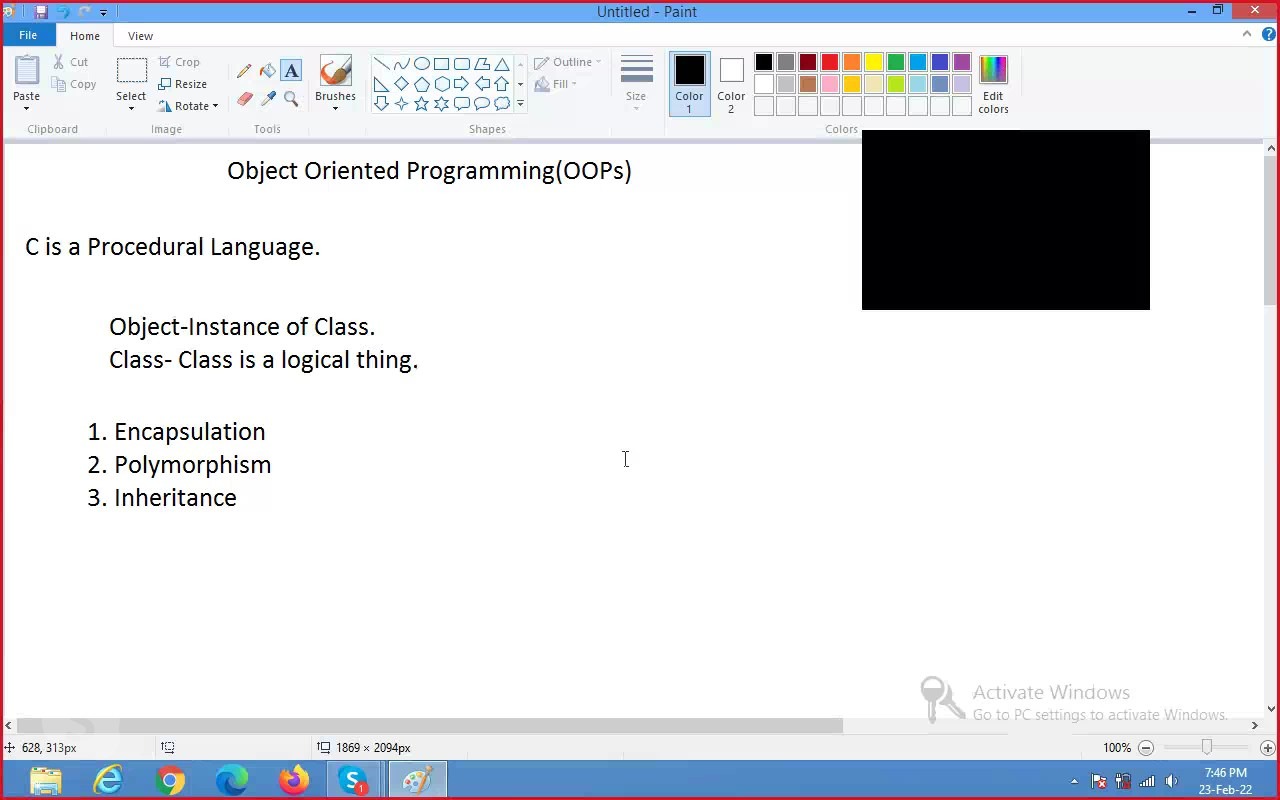 Untitled - Paint
File Home View
Paste
Cut
Copy
Clipboard
Select
Crop
Resize
Rotate
Image
A
Tools
Brushes
Shapes
Outline
Fill
Size
Color 1
Color 2
Edit colors
Colors
Object Oriented Programming(OOPs)
C is a Procedural Language.
Object-Instance of Class.
Class- Class is a logical thing.
1. Encapsulation
2. Polymorphism
3. Inheritance
Activate Windows
Go to PC settings to activate Windows.
628, 313px
1869 × 2094px
100%
7:46 PM
23-Feb-22